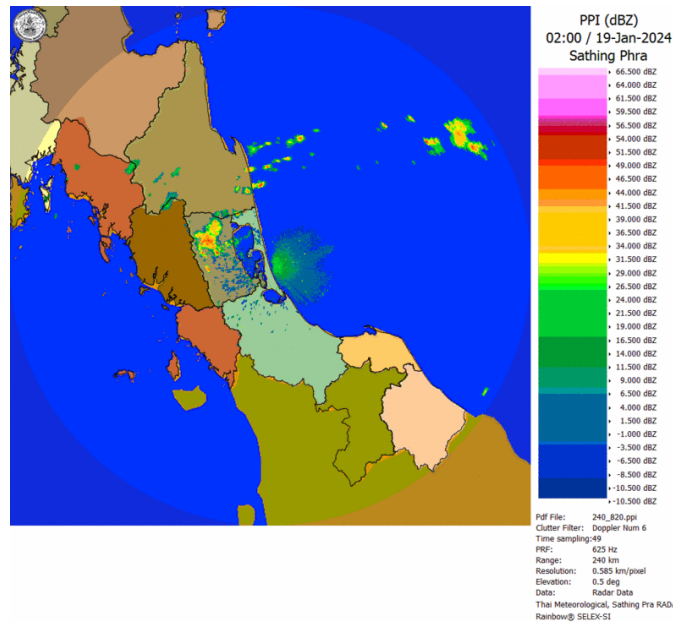 PPI (dBZ)
02:00 / 19-Jan-2024
Sathing Phra
66.500 dBZ
64.000 dBZ
61.500 dBZ
59.500 dBZ
56.500 dBZ
54.000 dBZ
51.500 dBZ
49.000 dBZ
46.500 dBZ
44.000 dBZ
41.500 dBZ
39.000 dBZ
36.500 dBZ
34.000 dBZ
31.500 dBZ
29.000 dBZ
26.500 dBZ
24.000 dBZ
21.500 dBZ
19.000 dBZ
16.500 dBZ
14.000 dBZ
11.500 dBZ
9.000 dBZ
6.500 dBZ
4.000 dBZ
1.500 dBZ
-1.000 dBZ
-3.500 dBZ
-6.500 dBZ
-8.500 dBZ
-10.500 dBZ
-10.500 dBZ
Pdf File: 240_820.ppi
Clutter Filter: Doppler Num 6
Time sampling:49
PRF: 625 Hz
Range: 240 km
Resolution: 0.585 km/pixel
Elevation: 0.5 deg
Data: Radar Data
Thai Meteorological, Sathing Pra RADA
Rainbow® SELEX-SI